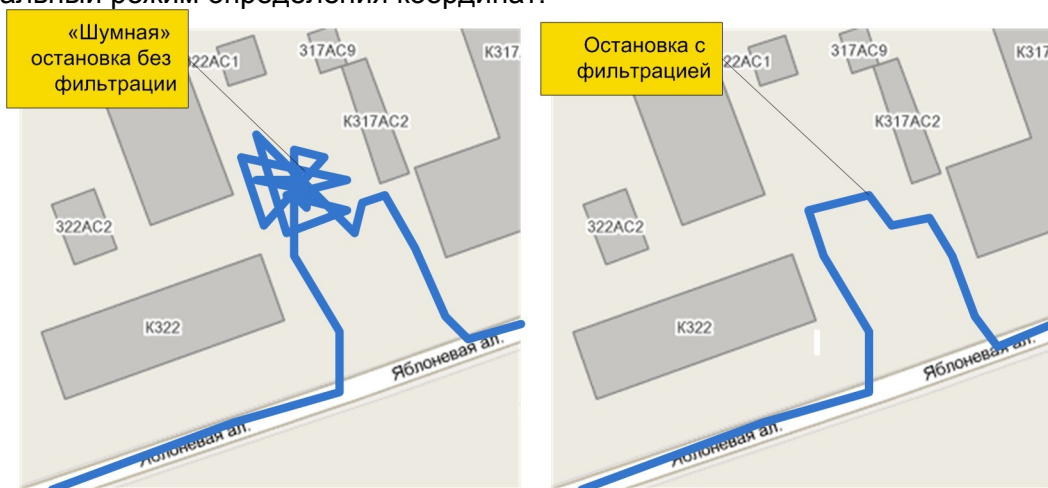 альный режим определения координат.
«Шумная»
остановка без
фильтрации
22АС1
317АС9
К317
К317АС2
322АС2
К322
Яблоневая ал.
Яблоневая ал.
Остановка с
фильтрацией
22АС1
317АС9
К317
К317АС2
322АС2
К322
Яблоневая ал.
Яблоневая ал.